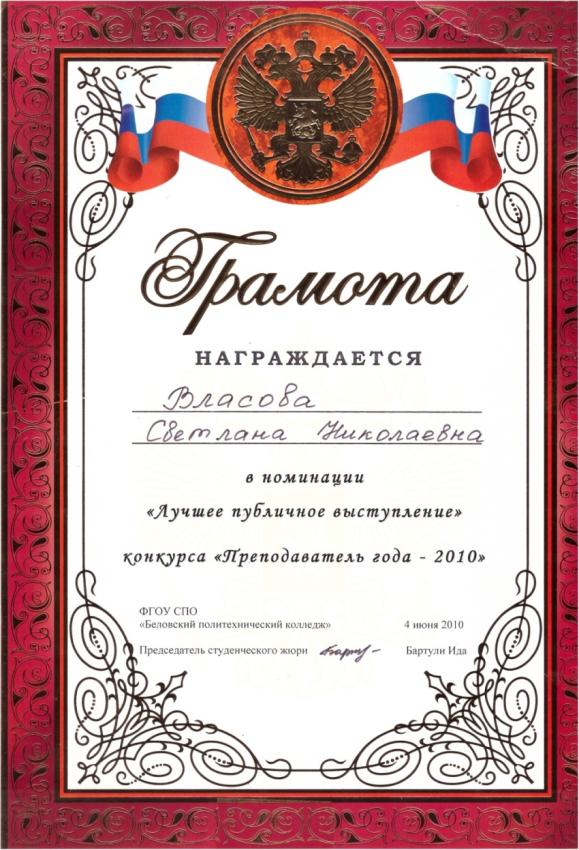 Грамота
НАГРАЖДАЕТСЯ
Власова
Светлана Николаевна
в номинации
«Лучшее публичное выступление»
конкурса «Преподаватель года - 2010»
ФГОУ СПО
«Беловский политехнический колледж» 4 июня 2010
Председатель студенческого жюри Бартули Ида